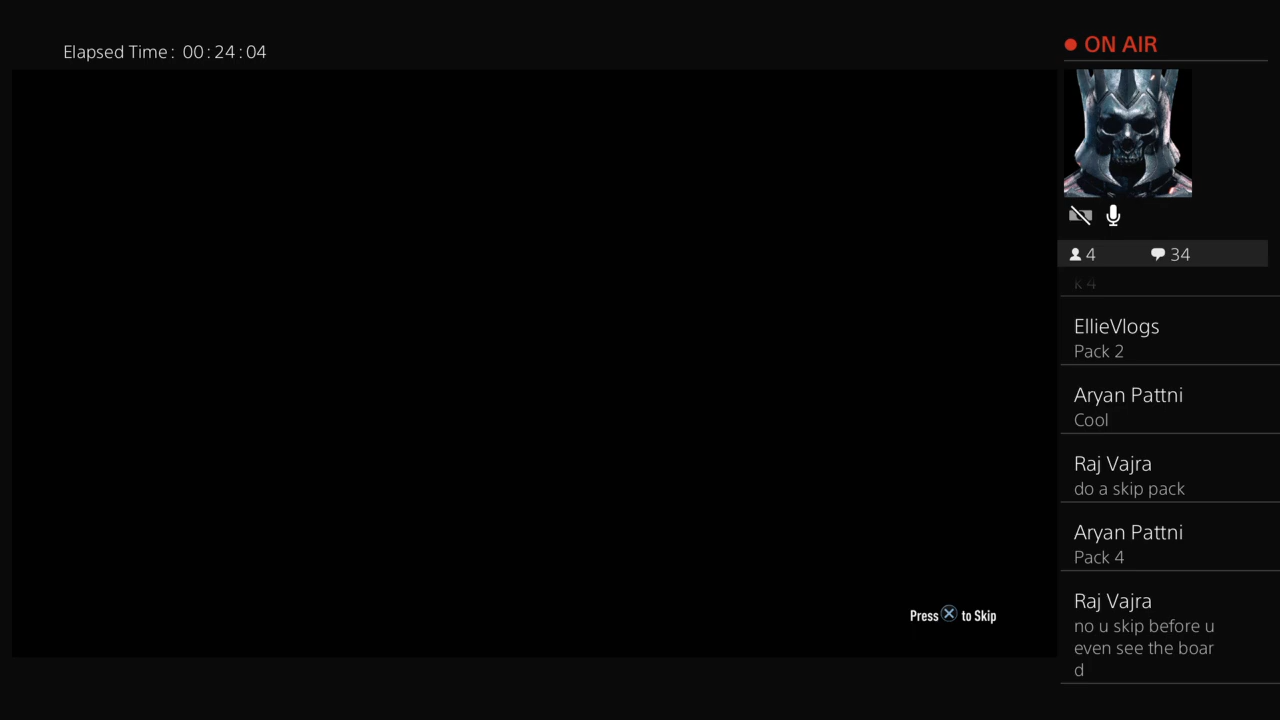 Elapsed Time: 00:24:04
ON AIR
4 34
k 4
EllieVlogs
Pack 2
Aryan Pattni
Cool
Raj Vajra
do a skip pack
Aryan Pattni
Pack 4
Raj Vajra
no u skip before u
even see the boar
d
Press to Skip